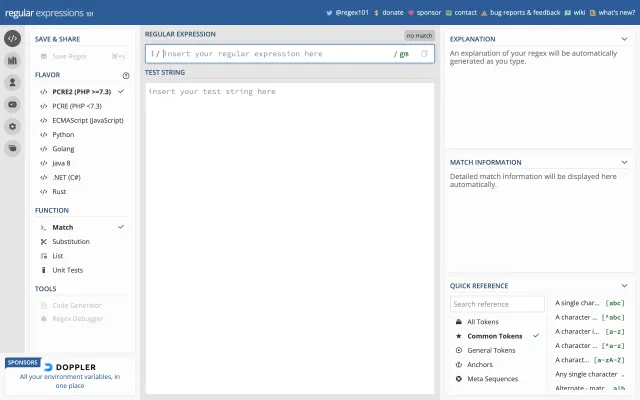 regular expressions 101
@regex101
$ donate
sponsor
contact
bug reports & feedback
wiki
what's new?
SAVE & SHARE
Save Regex
⌘+s
FLAVOR
</> PCRE2 (PHP >=7.3)
</> PCRE (PHP <7.3)
</> ECMAScript (JavaScript)
</> Python
</> Golang
</> Java 8
</> .NET (C#)
</> Rust
FUNCTION
Match
Substitution
List
Unit Tests
TOOLS
Code Generator
Regex Debugger
SPONSORS
DOPPLER
All your environment variables, in
one place
REGULAR EXPRESSION
no match
/ insert your regular expression here
/ gm
TEST STRING
insert your test string here
EXPLANATION
An explanation of your regex will be automatically
generated as you type.
MATCH INFORMATION
Detailed match information will be displayed here
automatically.
QUICK REFERENCE
Search reference
All Tokens
Common Tokens
General Tokens
Anchors
Meta Sequences
A single char... [abc]
A character ... [^abc]
A character i... [a-z]
A character ... [^a-z]
A charact... [a-zA-Z]
Any single character .
Alternate - matc... a|b